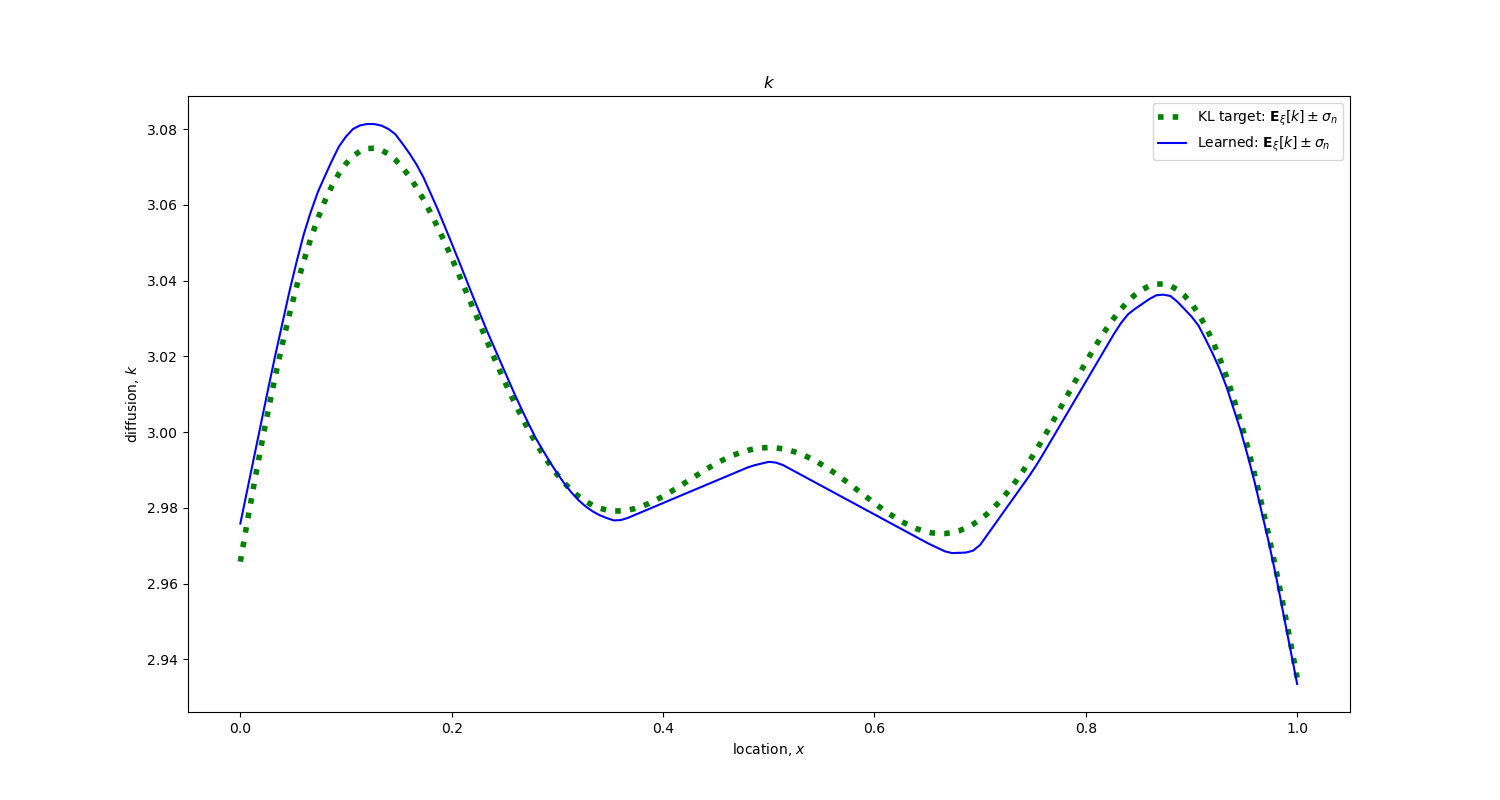 k
KL target: E_ξ[k] ± σ_n
Learned: E_ξ[k] ± σ_n
3.08
3.06
3.04
3.02
3.00
2.98
2.96
2.94
diffusion, k
0.0 0.2 0.4 0.6 0.8 1.0
location, x